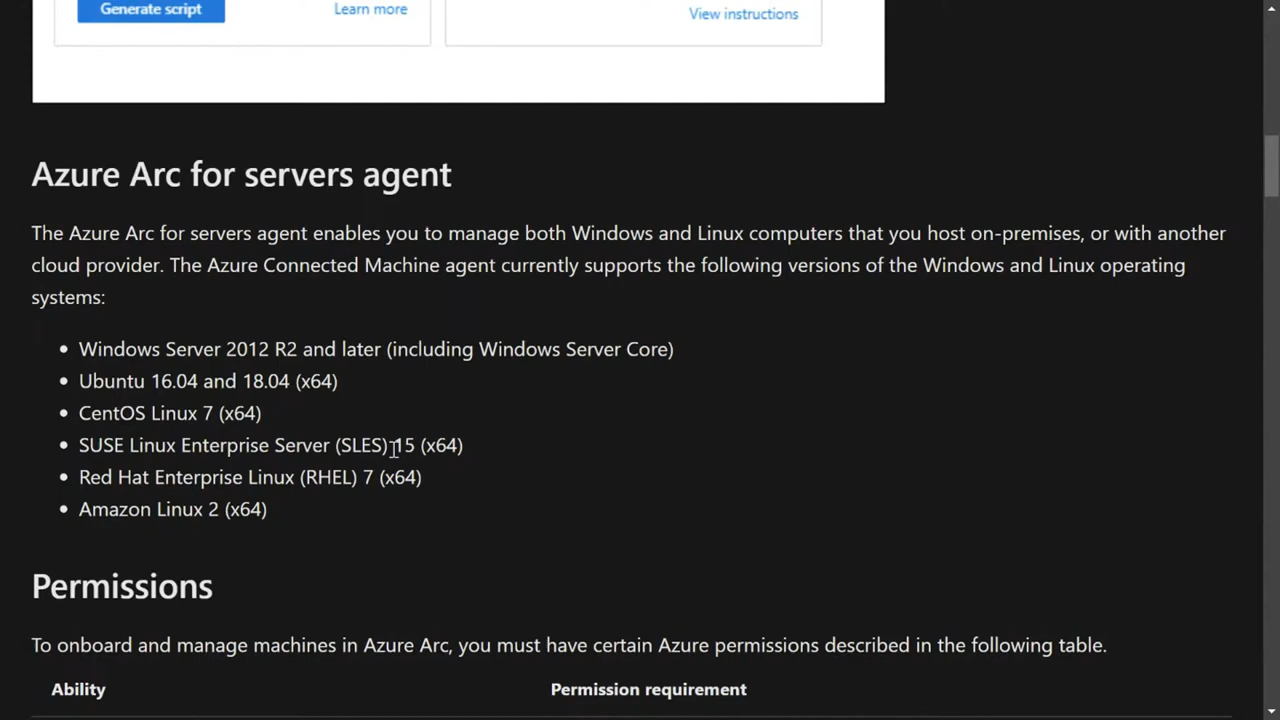 Generate script
Learn more
View instructions
Azure Arc for servers agent
The Azure Arc for servers agent enables you to manage both Windows and Linux computers that you host on-premises, or with another
cloud provider. The Azure Connected Machine agent currently supports the following versions of the Windows and Linux operating
systems:
• Windows Server 2012 R2 and later (including Windows Server Core)
• Ubuntu 16.04 and 18.04 (x64)
• CentOS Linux 7 (x64)
• SUSE Linux Enterprise Server (SLES) 15 (x64)
• Red Hat Enterprise Linux (RHEL) 7 (x64)
• Amazon Linux 2 (x64)
Permissions
To onboard and manage machines in Azure Arc, you must have certain Azure permissions described in the following table.
Ability
Permission requirement